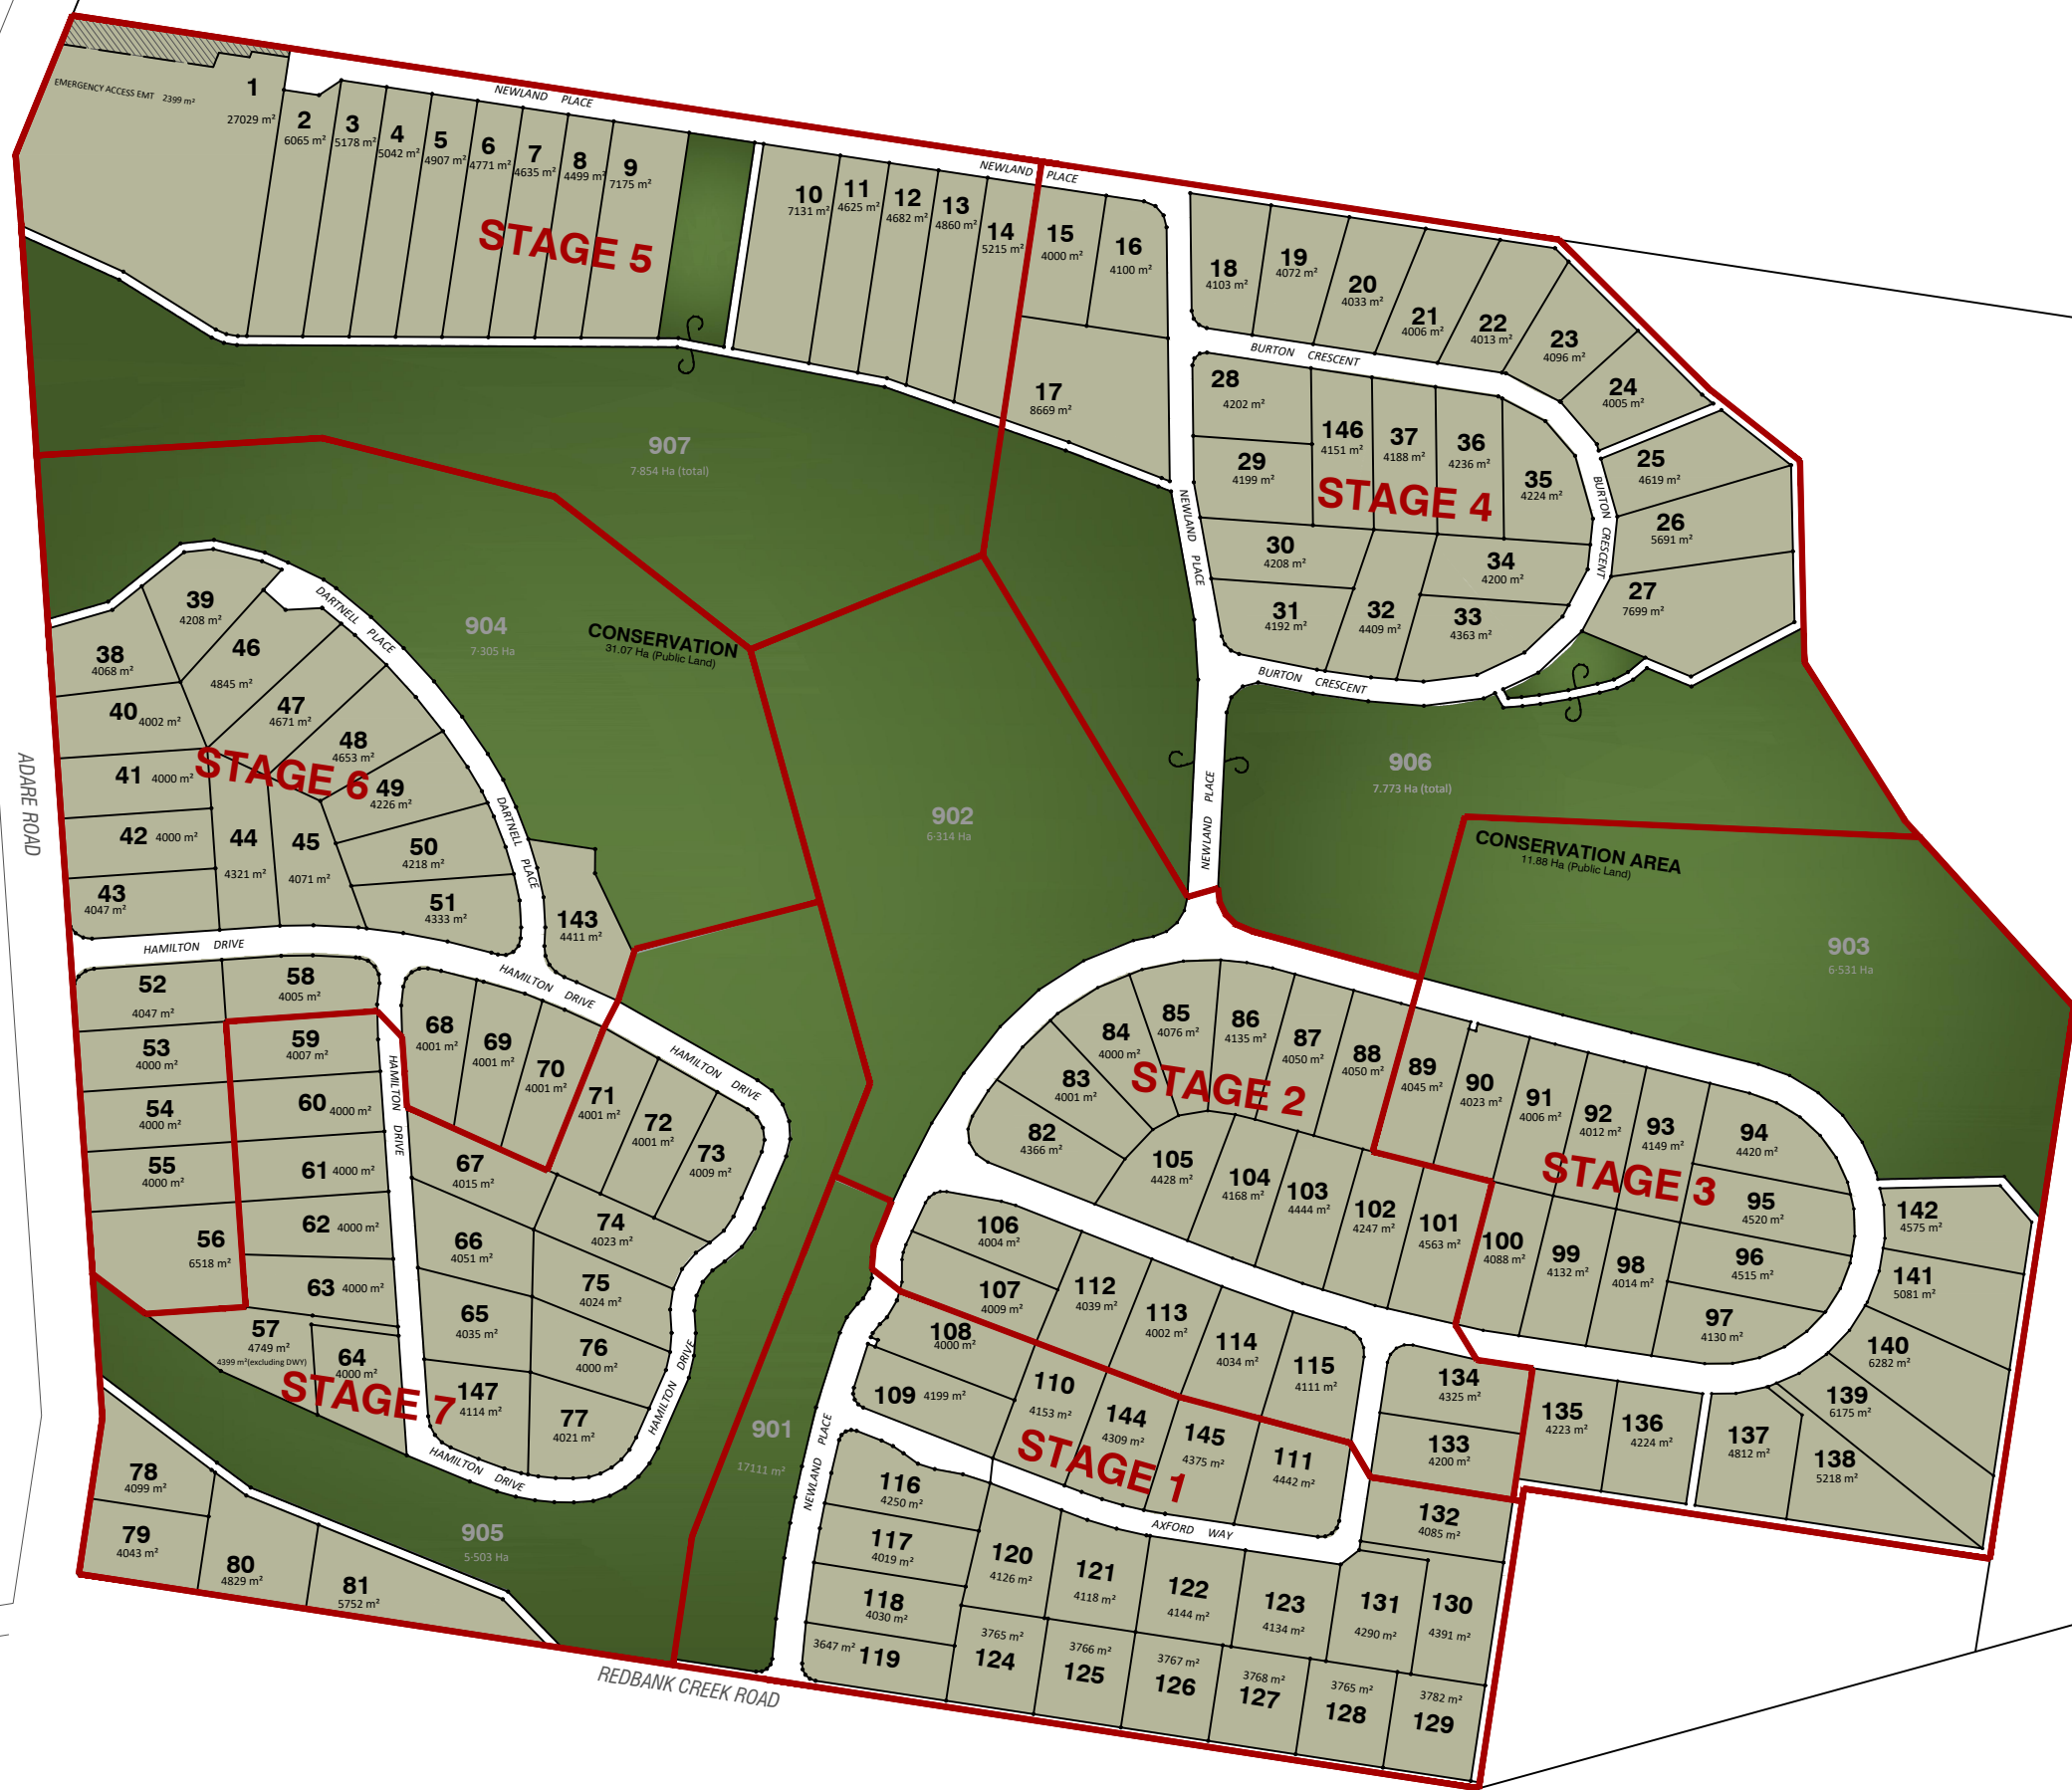 EMERGENCY ACCESS EMT 2399 m²
1
27029 m²
2
6065 m²
3
5178 m²
4
5042 m²
5
4907 m²
6
4771 m²
7
4635 m²
8
4499 m²
9
7175 m²
NEWLAND PLACE
STAGE 5
10
7131 m²
11
4625 m²
12
4682 m²
13
4860 m²
14
5215 m²
NEWLAND PLACE
15
4000 m²
16
4100 m²
17
8669 m²
18
4103 m²
19
4072 m²
20
4033 m²
21
4006 m²
22
4013 m²
23
4096 m²
24
4005 m²
25
4619 m²
26
5691 m²
27
7699 m²
BURTON CRESCENT
28
4202 m²
29
4199 m²
146
4151 m²
37
4188 m²
36
4236 m²
35
4224 m²
STAGE 4
30
4208 m²
31
4192 m²
32
4409 m²
33
4363 m²
34
4200 m²
BURTON CRESCENT
BURTON CRESCENT
NEWLAND PLACE
NEWLAND PLACE
907
7·854 Ha (total)
904
7·305 Ha
CONSERVATION
31.07 Ha (Public Land)
902
6·314 Ha
906
7.773 Ha (total)
CONSERVATION AREA
11.88 Ha (Public Land)
903
6·531 Ha
ADARE ROAD
DARTNELL PLACE
DARTNELL PLACE
38
4068 m²
39
4208 m²
46
4845 m²
40 4002 m²
47
4671 m²
48
4653 m²
STAGE 6
41 4000 m²
49
4226 m²
42 4000 m²
44
4321 m²
45
4071 m²
50
4218 m²
43
4047 m²
51
4333 m²
143
4411 m²
HAMILTON DRIVE
HAMILTON DRIVE
HAMILTON DRIVE
HAMILTON DRIVE
52
4047 m²
58
4005 m²
53
4000 m²
59
4007 m²
54
4000 m²
60 4000 m²
55
4000 m²
61 4000 m²
56
6518 m²
62 4000 m²
63 4000 m²
57
4749 m²
4399 m²(excluding DWY)
64
4000 m²
STAGE 7
68
4001 m²
69
4001 m²
70
4001 m²
71
4001 m²
72
4001 m²
73
4009 m²
67
4015 m²
74
4023 m²
66
4051 m²
75
4024 m²
65
4035 m²
76
4000 m²
147
4114 m²
77
4021 m²
HAMILTON DRIVE
HAMILTON DRIVE
78
4099 m²
79
4043 m²
80
4829 m²
81
5752 m²
905
5·503 Ha
901
17111 m²
REDBANK CREEK ROAD
NEWLAND PLACE
82
4366 m²
83
4001 m²
84
4000 m²
85
4076 m²
86
4135 m²
87
4050 m²
88
4050 m²
STAGE 2
105
4428 m²
104
4168 m²
103
4444 m²
102
4247 m²
101
4563 m²
89
4045 m²
90
4023 m²
91
4006 m²
92
4012 m²
93
4149 m²
94
4420 m²
STAGE 3
95
4520 m²
96
4515 m²
97
4130 m²
98
4014 m²
99
4132 m²
100
4088 m²
142
4575 m²
141
5081 m²
140
6282 m²
139
6175 m²
138
5218 m²
137
4812 m²
136
4224 m²
135
4223 m²
134
4325 m²
133
4200 m²
132
4085 m²
106
4004 m²
107
4009 m²
112
4039 m²
113
4002 m²
114
4034 m²
115
4111 m²
108
4000 m²
109 4199 m²
110
4153 m²
144
4309 m²
145
4375 m²
111
4442 m²
STAGE 1
AXFORD WAY
116
4250 m²
117
4019 m²
118
4030 m²
3647 m² 119
120
4126 m²
121
4118 m²
122
4144 m²
123
4134 m²
131
4290 m²
130
4391 m²
3765 m²
124
3766 m²
125
3767 m²
126
3768 m²
127
3765 m²
128
3782 m²
129